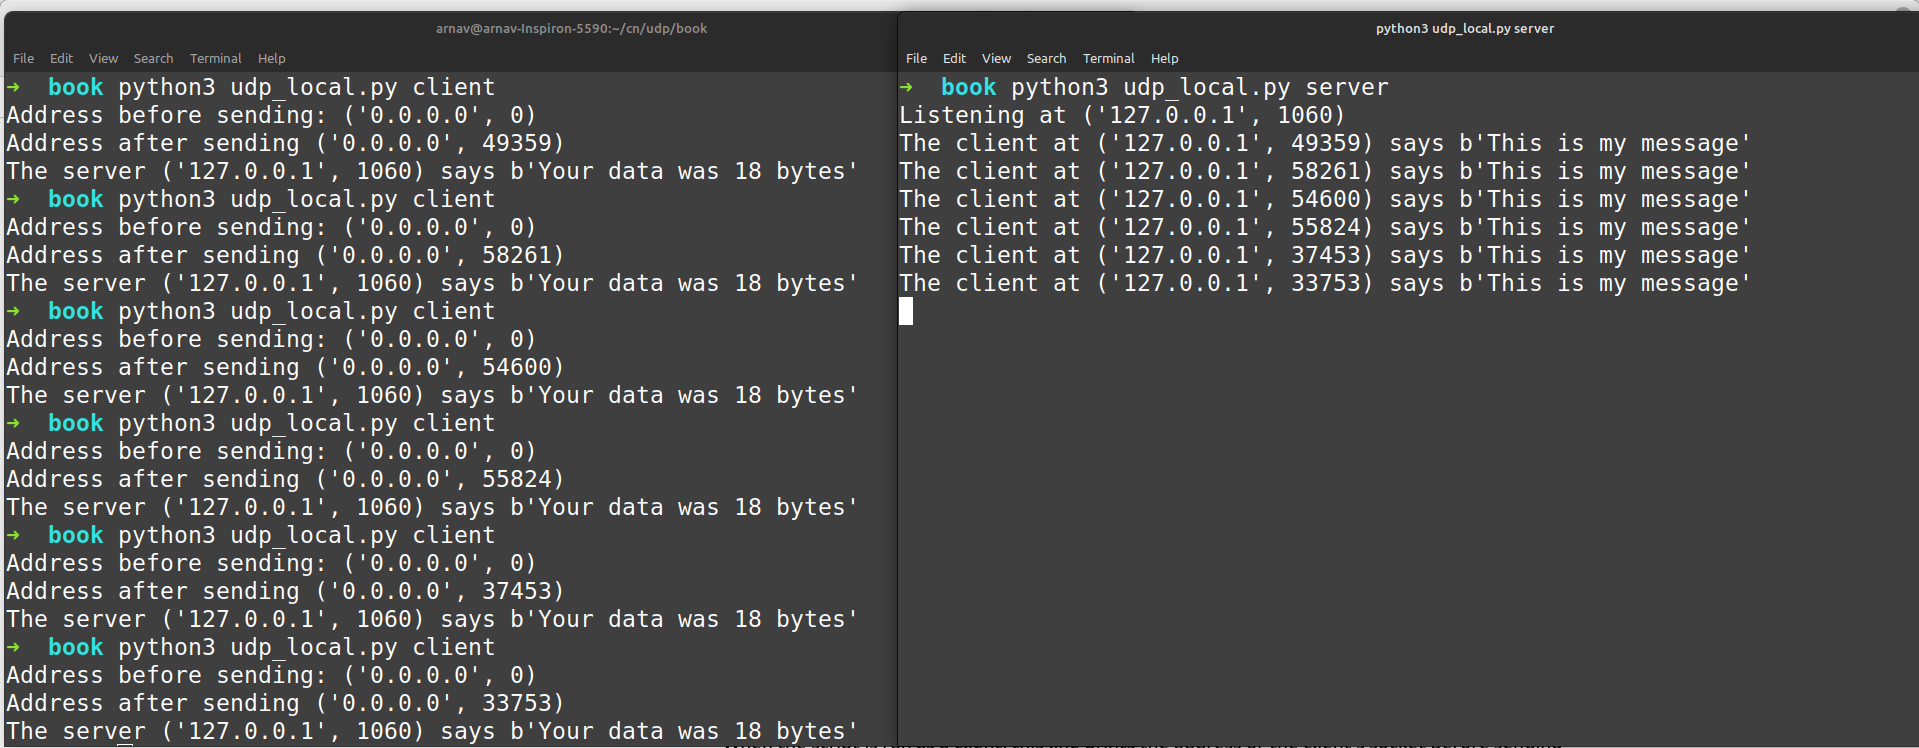 arnav@arnav-Inspiron-5590:~/cn/udp/book
File Edit View Search Terminal Help
➜ book python3 udp_local.py client
Address before sending: ('0.0.0.0', 0)
Address after sending ('0.0.0.0', 49359)
The server ('127.0.0.1', 1060) says b'Your data was 18 bytes'
➜ book python3 udp_local.py client
Address before sending: ('0.0.0.0', 0)
Address after sending ('0.0.0.0', 58261)
The server ('127.0.0.1', 1060) says b'Your data was 18 bytes'
➜ book python3 udp_local.py client
Address before sending: ('0.0.0.0', 0)
Address after sending ('0.0.0.0', 54600)
The server ('127.0.0.1', 1060) says b'Your data was 18 bytes'
➜ book python3 udp_local.py client
Address before sending: ('0.0.0.0', 0)
Address after sending ('0.0.0.0', 55824)
The server ('127.0.0.1', 1060) says b'Your data was 18 bytes'
➜ book python3 udp_local.py client
Address before sending: ('0.0.0.0', 0)
Address after sending ('0.0.0.0', 37453)
The server ('127.0.0.1', 1060) says b'Your data was 18 bytes'
➜ book python3 udp_local.py client
Address before sending: ('0.0.0.0', 0)
Address after sending ('0.0.0.0', 33753)
The server ('127.0.0.1', 1060) says b'Your data was 18 bytes'
python3 udp_local.py server
File Edit View Search Terminal Help
➜ book python3 udp_local.py server
Listening at ('127.0.0.1', 1060)
The client at ('127.0.0.1', 49359) says b'This is my message'
The client at ('127.0.0.1', 58261) says b'This is my message'
The client at ('127.0.0.1', 54600) says b'This is my message'
The client at ('127.0.0.1', 55824) says b'This is my message'
The client at ('127.0.0.1', 37453) says b'This is my message'
The client at ('127.0.0.1', 33753) says b'This is my message'